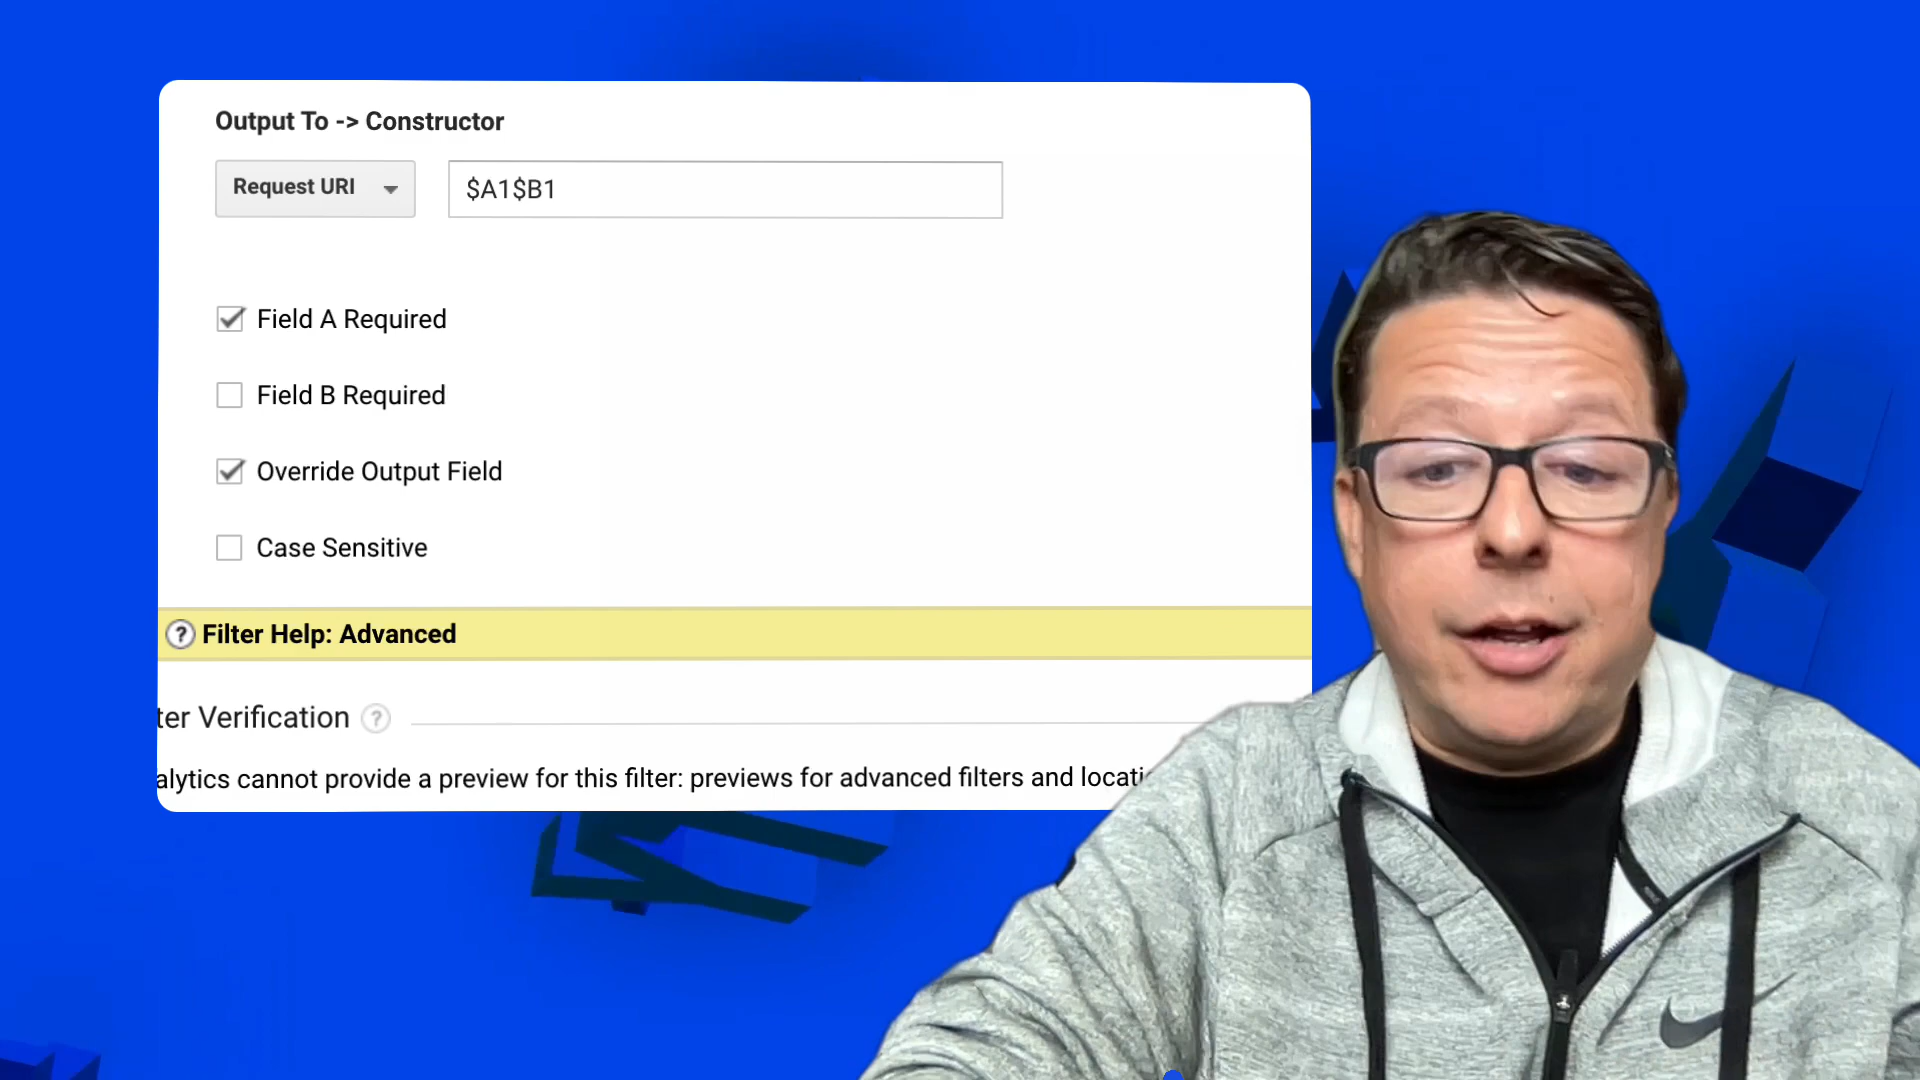 Output To -> Constructor
Request URI
$A1$B1
Field A Required
Field B Required
Override Output Field
Case Sensitive
? Filter Help: Advanced
ter Verification ?
alytics cannot provide a preview for this filter: previews for advanced filters and locati